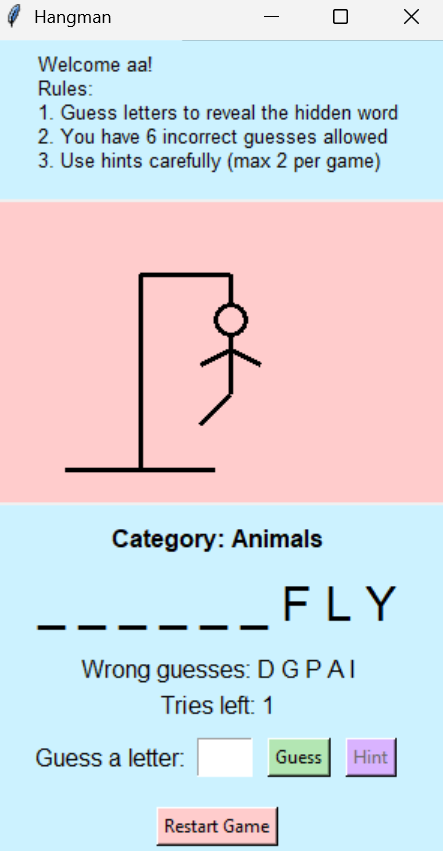 Hangman
Welcome aa!
Rules:
1. Guess letters to reveal the hidden word
2. You have 6 incorrect guesses allowed
3. Use hints carefully (max 2 per game)
Category: Animals
_ _ _ _ _ _ F L Y
Wrong guesses: D G P A I
Tries left: 1
Guess a letter: Guess Hint
Restart Game